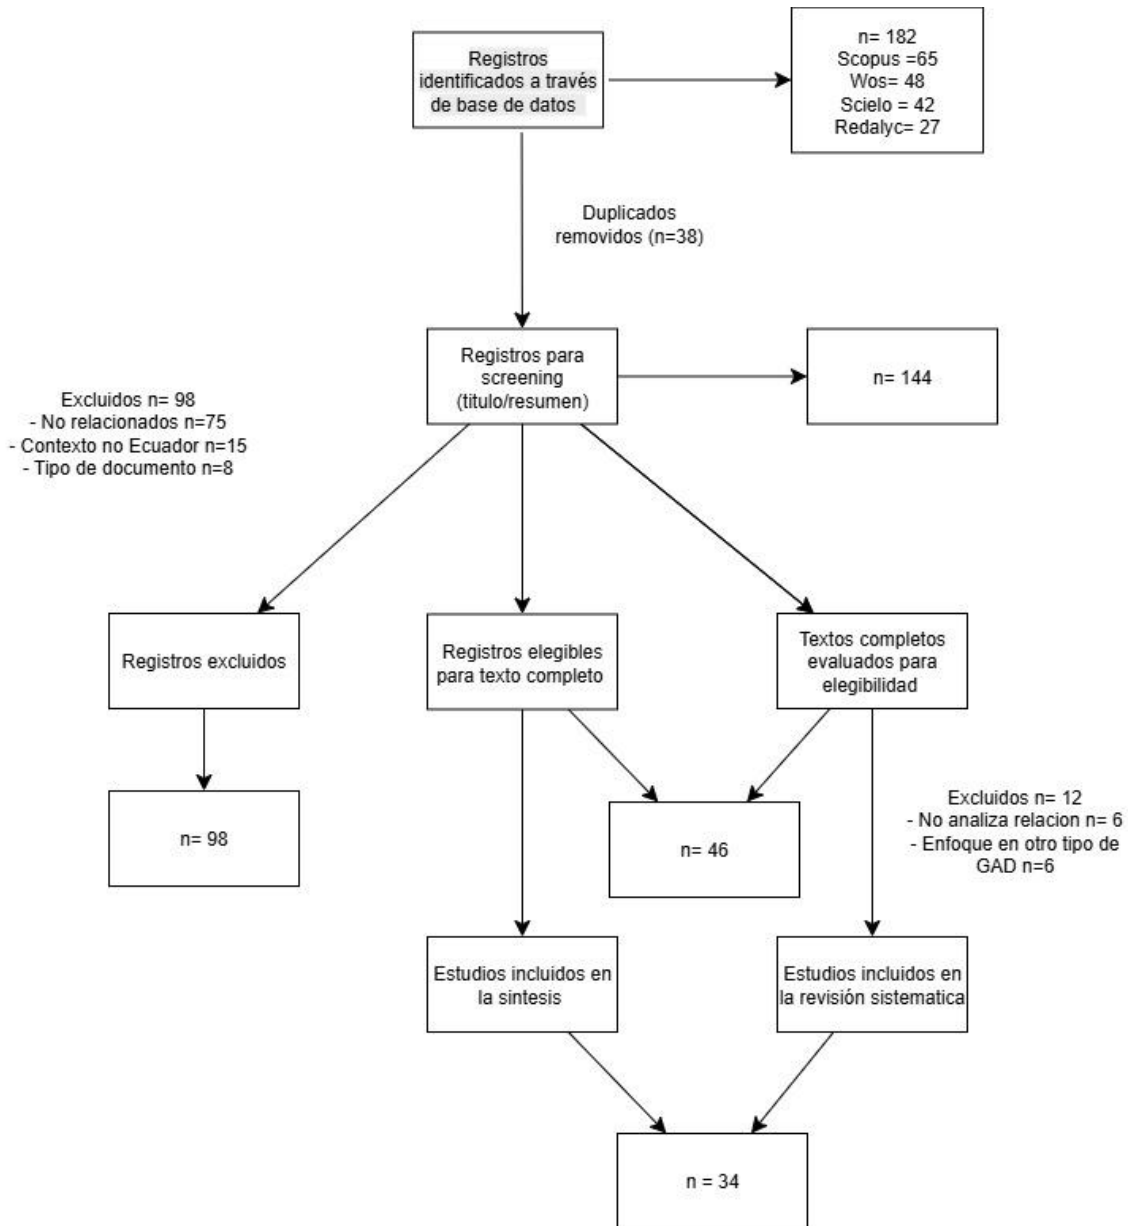 Registros
identificados a través
de base de datos
n= 182
Scopus =65
Wos= 48
Scielo = 42
Redalyc= 27
Duplicados
removidos (n=38)
Registros para
screening
(titulo/resumen)
n= 144
Excluidos n= 98
- No relacionados n=75
- Contexto no Ecuador n=15
- Tipo de documento n=8
Registros excluidos
Registros elegibles
para texto completo
Textos completos
evaluados para
elegibilidad
n= 98
n= 46
Excluidos n= 12
- No analiza relacion n= 6
- Enfoque en otro tipo de
GAD n=6
Estudios incluidos en
la sintesis
Estudios incluidos en
la revisión sistematica
n = 34